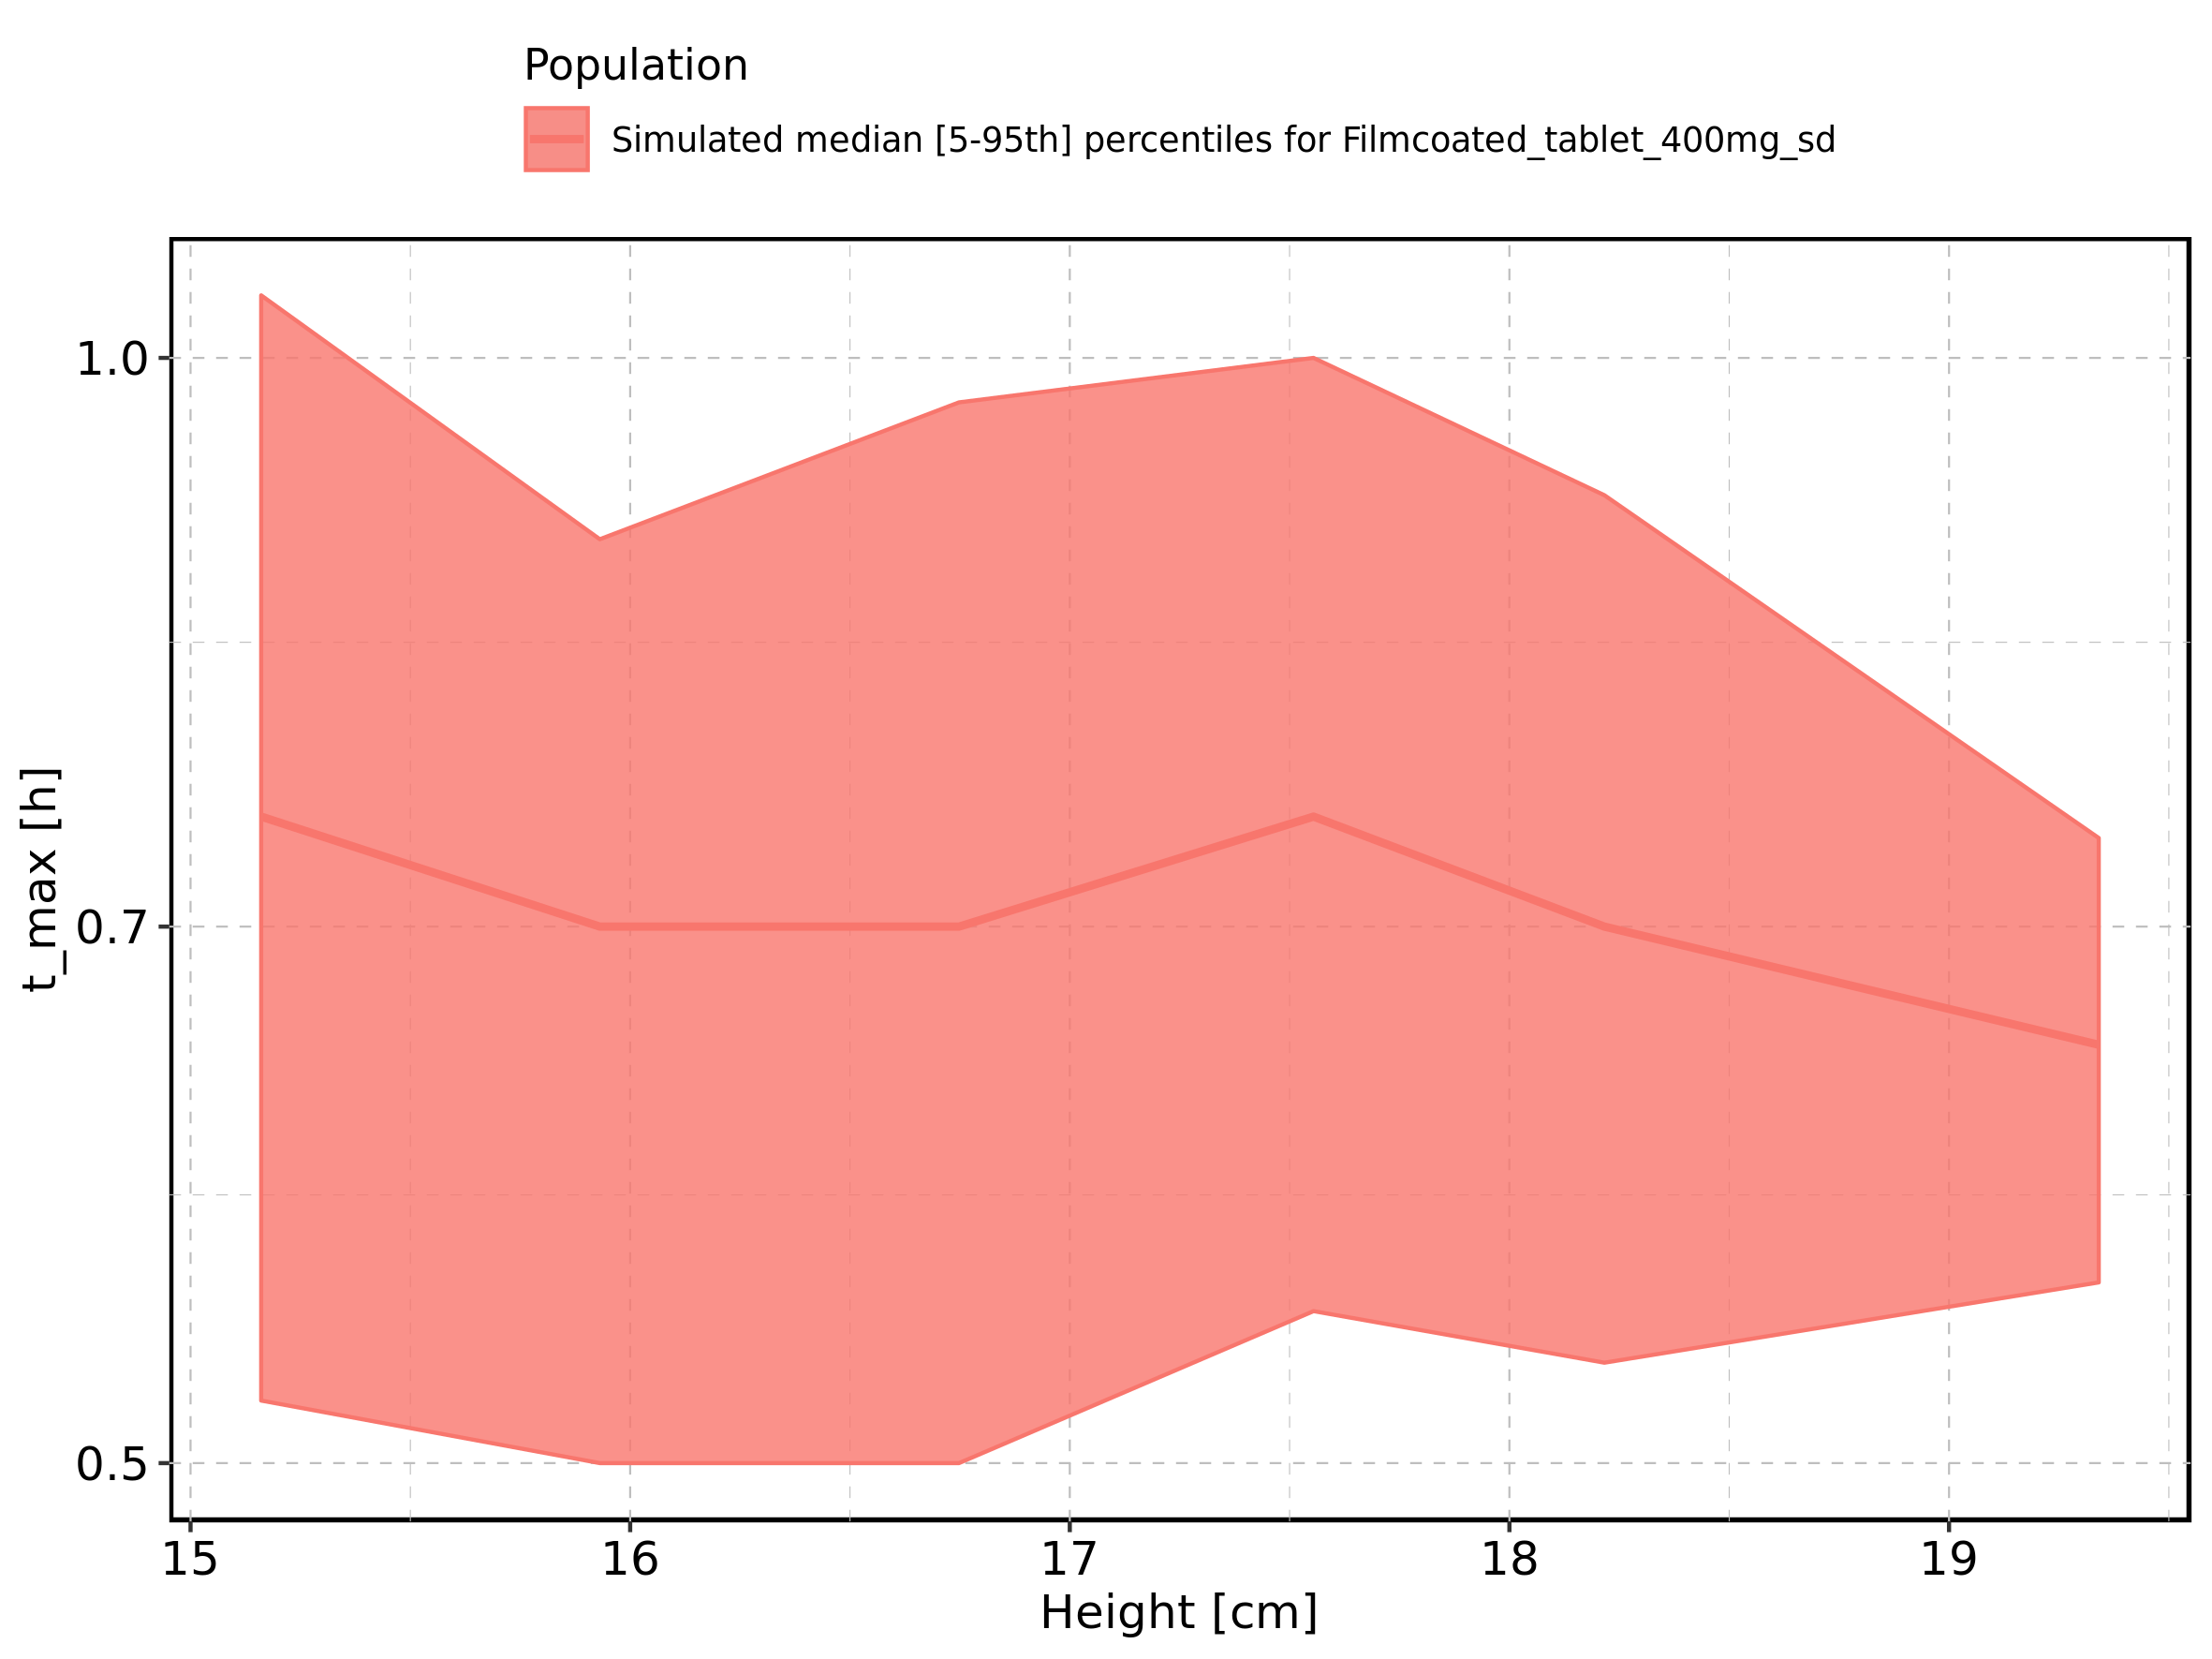 Population
Simulated median [5-95th] percentiles for Filmcoated_tablet_400mg_sd
t_max [h]
1.0
0.7
0.5
15 16 17 18 19
Height [cm]